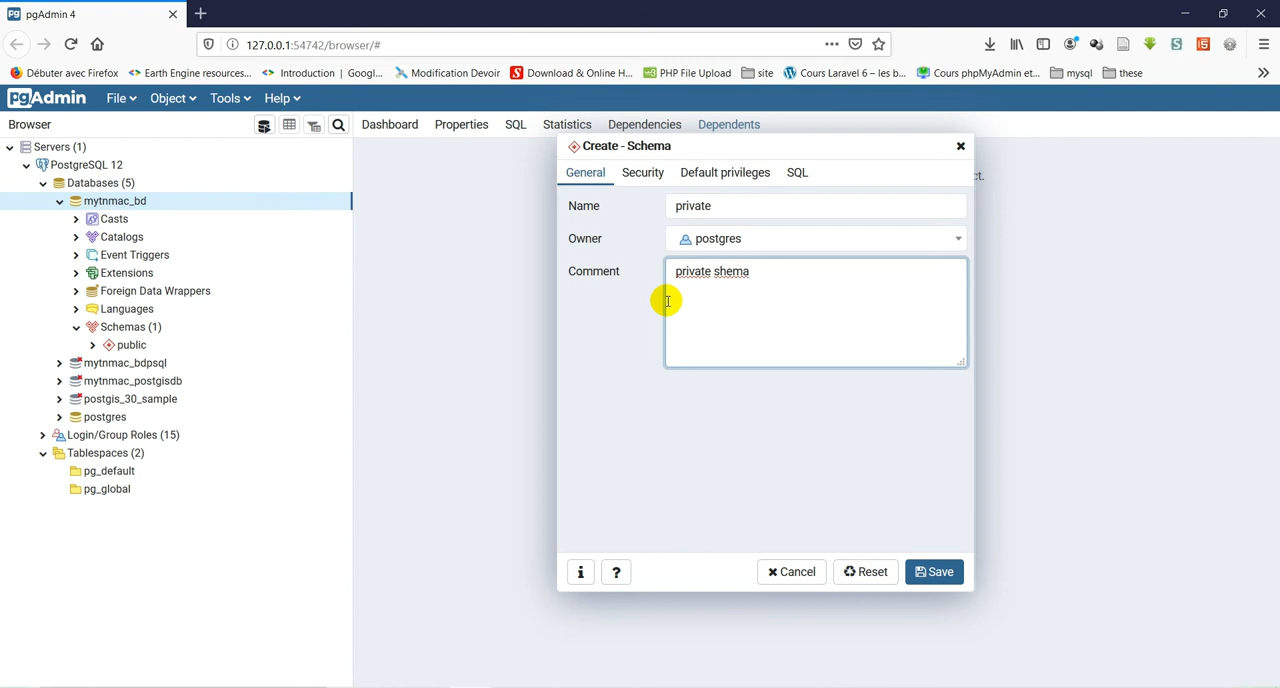 pgAdmin 4
127.0.0.1:54742/browser/#
Débuter avec Firefox
Earth Engine resources...
Introduction | Googl...
Modification Devoir
Download & Online H...
PHP File Upload
site
Cours Laravel 6 – les b...
Cours phpMyAdmin et...
mysql
these
pgAdmin File Object Tools Help
Browser
Dashboard Properties SQL Statistics Dependencies Dependents
Servers (1)
PostgreSQL 12
Databases (5)
mytnmac_bd
Casts
Catalogs
Event Triggers
Extensions
Foreign Data Wrappers
Languages
Schemas (1)
public
mytnmac_bdpsql
mytnmac_postgisdb
postgis_30_sample
postgres
Login/Group Roles (15)
Tablespaces (2)
pg_default
pg_global
Create - Schema
General Security Default privileges SQL
Name private
Owner postgres
Comment private shema
ct.
i ? Cancel Reset Save